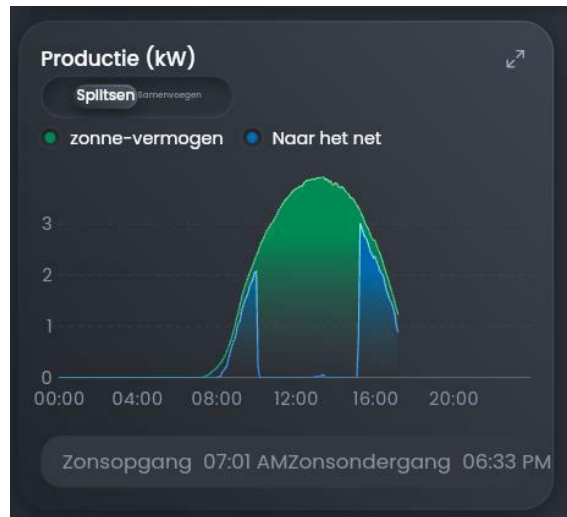 Productie (kW)
Splitsen Samenvoegen
zonne-vermogen Naar het net
3
2
1
0
00:00 04:00 08:00 12:00 16:00 20:00
Zonsopgang 07:01 AMZonsondergang 06:33 PM